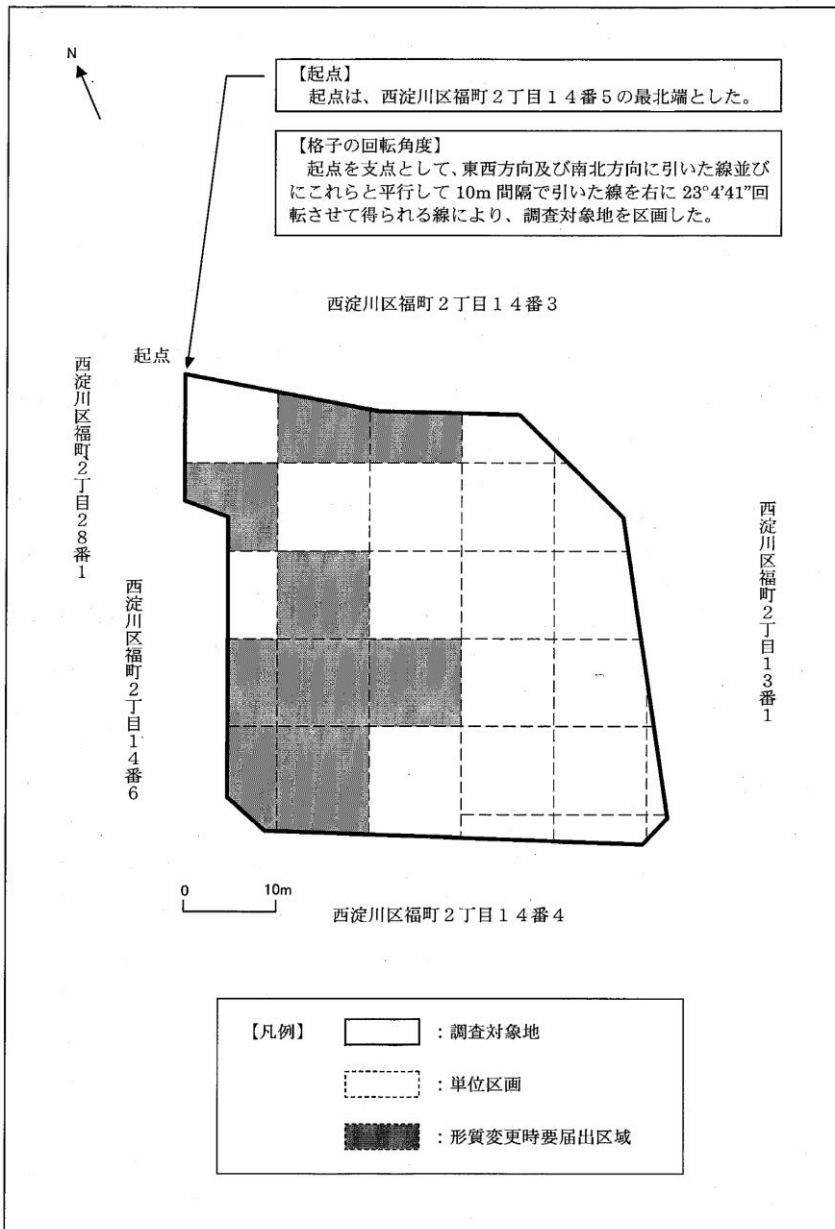 N
【起点】
起点は、西淀川区福町２丁目１４番５の最北端とした。
【格子の回転角度】
起点を支点として、東西方向及び南北方向に引いた線並び
にこれらと平行して 10m 間隔で引いた線を右に 23°4'41"回
転させて得られる線により、調査対象地を区画した。
西淀川区福町２丁目１４番３
起点
西淀川区福町２丁目28番１
西淀川区福町２丁目13番１
西淀川区福町２丁目１４番６
0 10m
西淀川区福町２丁目１４番４
【凡例】
：調査対象地
：単位区画
：形質変更時要届出区域